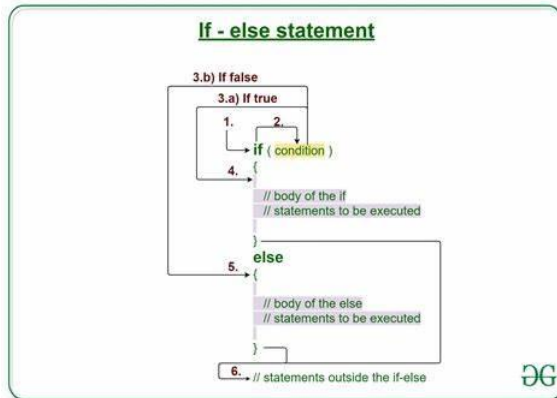 If - else statement
3.b) If false
3.a) If true
1. 2.
if ( condition )
4. {
// body of the if
// statements to be executed
}
else
5. {
// body of the else
// statements to be executed
}
6. // statements outside the if-else